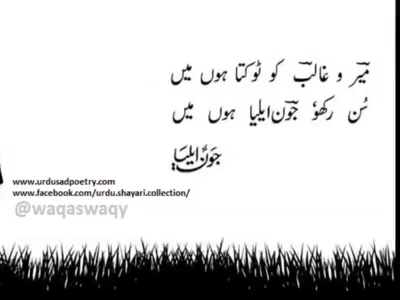 میؔر و غالبؔ کو ٹوکتا ہوں میں
سُن رکھو جونؔ ایلیا ہوں میں
جونؔ ایلیا
www.urdusadpoetry.com
www.facebook.com/urdu.shayari.collection/
@waqaswaqy